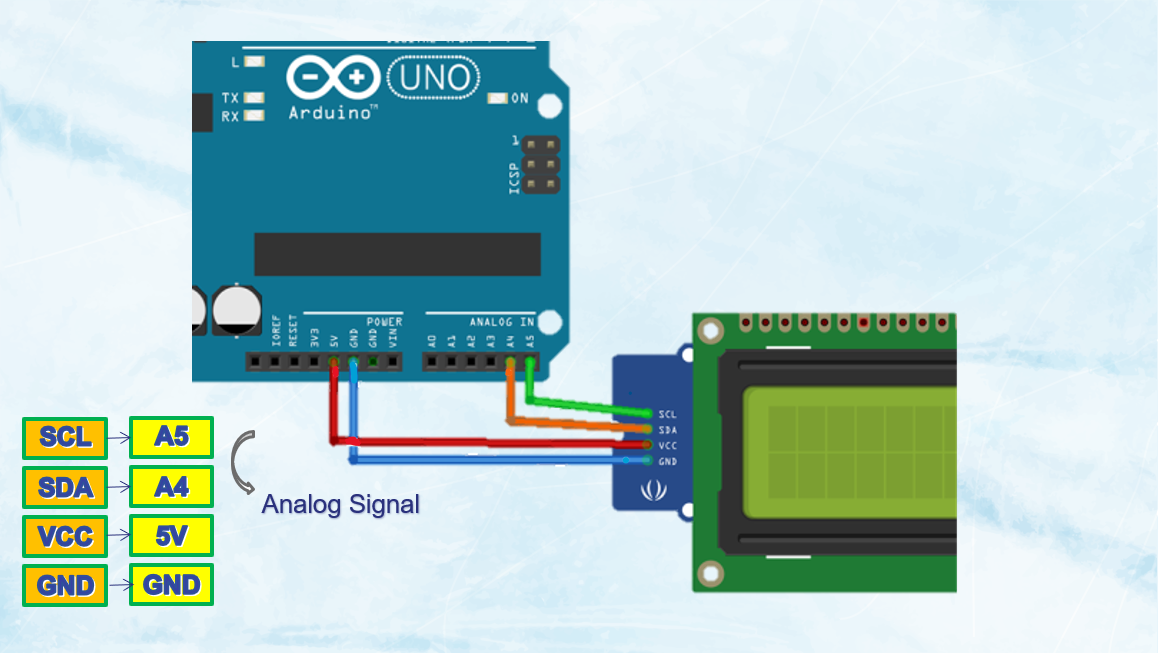 L
UNO
TX
RX
ON
Arduino™
1
ICSP
POWER
ANALOG IN
IOREF
RESET
3V3
5V
GND
GND
VIN
A0
A1
A2
A3
A4
A5
SCL
SDA
VCC
GND
SCL A5
SDA A4
VCC 5V
GND GND
Analog Signal